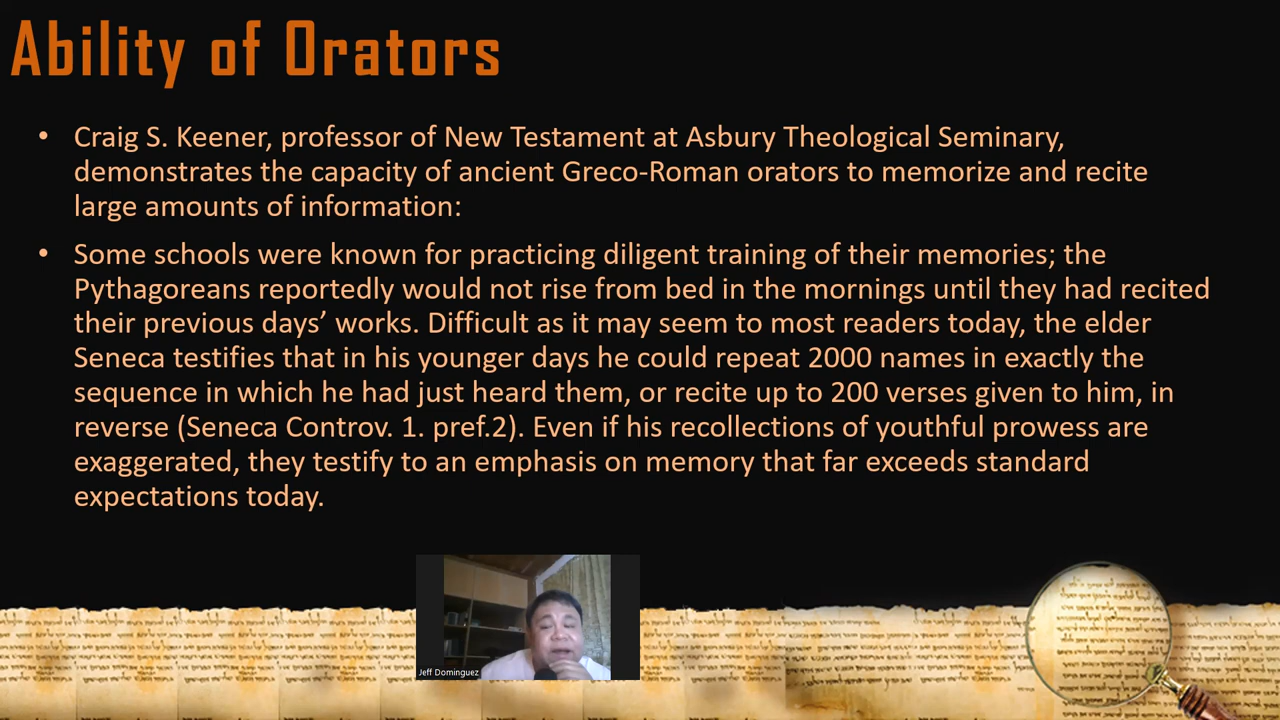 Ability of Orators
• Craig S. Keener, professor of New Testament at Asbury Theological Seminary,
demonstrates the capacity of ancient Greco-Roman orators to memorize and recite
large amounts of information:
• Some schools were known for practicing diligent training of their memories; the
Pythagoreans reportedly would not rise from bed in the mornings until they had recited
their previous days’ works. Difficult as it may seem to most readers today, the elder
Seneca testifies that in his younger days he could repeat 2000 names in exactly the
sequence in which he had just heard them, or recite up to 200 verses given to him, in
reverse (Seneca Controv. 1. pref.2). Even if his recollections of youthful prowess are
exaggerated, they testify to an emphasis on memory that far exceeds standard
expectations today.
Jeff Dominguez